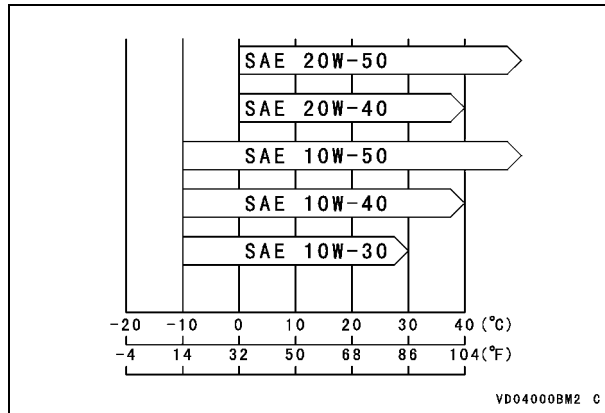 SAE 20W-50
SAE 20W-40
SAE 10W-50
SAE 10W-40
SAE 10W-30
-20 -10 0 10 20 30 40 (°C)
-4 14 32 50 68 86 104(°F)
VD04000BM2 C